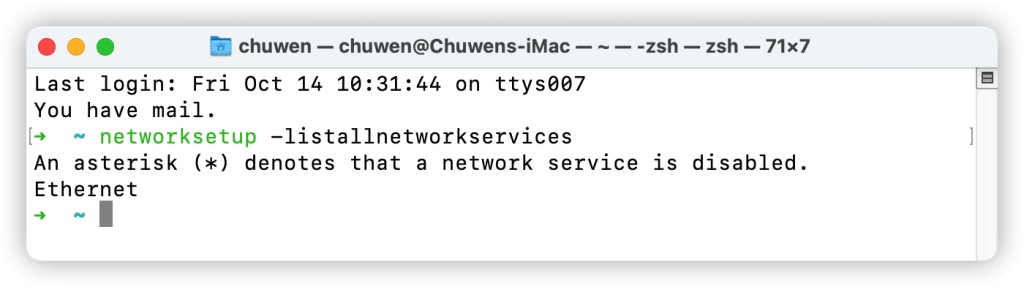 chuwen — chuwen@Chuwens-iMac — ~ — -zsh — zsh — 71×7
Last login: Fri Oct 14 10:31:44 on ttys007
You have mail.
[➜  ~ networksetup -listallnetworkservices ]
An asterisk (*) denotes that a network service is disabled.
Ethernet
➜  ~